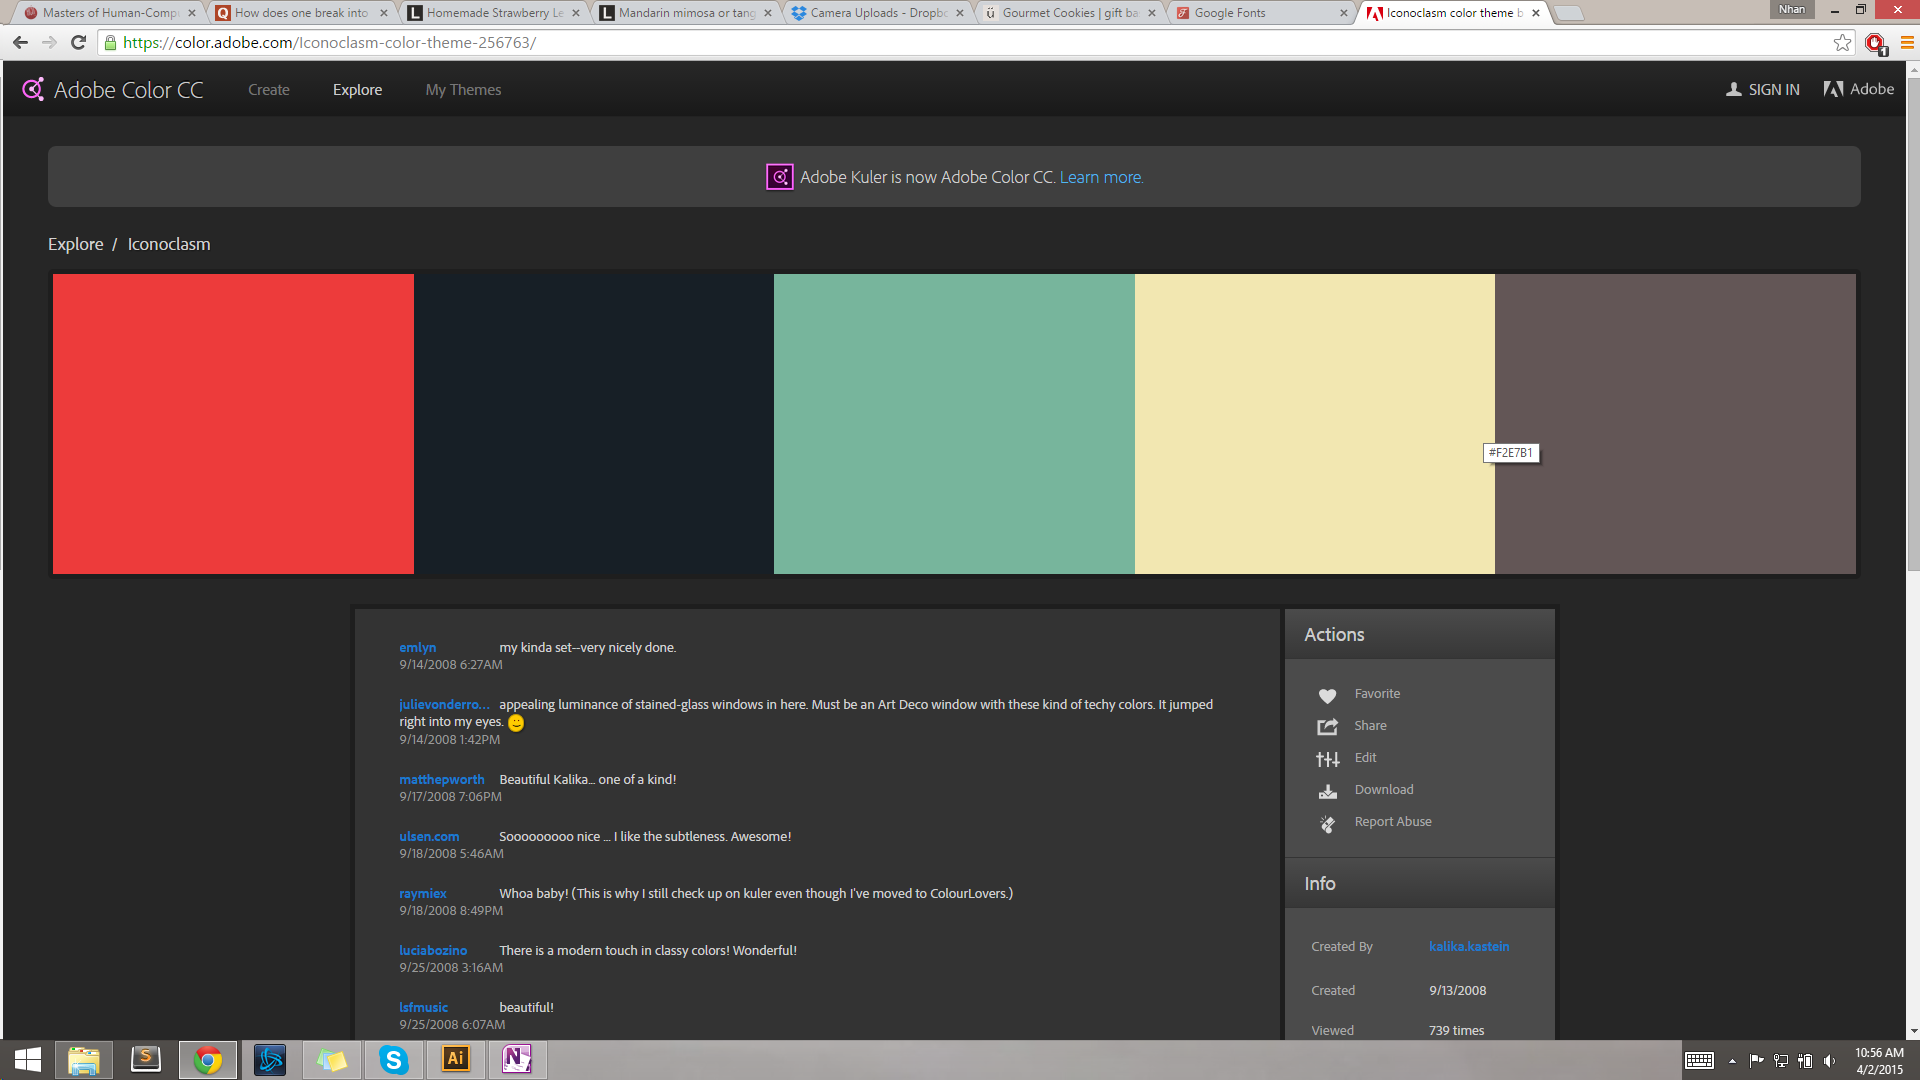 Masters of Human-Comp
How does one break into
Homemade Strawberry Le
Mandarin mimosa or tang
Camera Uploads - Dropbo
Gourmet Cookies | gift ba
Google Fonts
Iconoclasm color theme b
Nhan
https://color.adobe.com/Iconoclasm-color-theme-256763/
1
Adobe Color CC
Create
Explore
My Themes
SIGN IN
Adobe
Adobe Kuler is now Adobe Color CC. Learn more.
Explore / Iconoclasm
#F2E7B1
emlyn my kinda set--very nicely done.
9/14/2008 6:27AM
julievonderro... appealing luminance of stained-glass windows in here. Must be an Art Deco window with these kind of techy colors. It jumped
right into my eyes.
9/14/2008 1:42PM
matthepworth Beautiful Kalika... one of a kind!
9/17/2008 7:06PM
ulsen.com Sooooooooo nice ... I like the subtleness. Awesome!
9/18/2008 5:46AM
raymiex Whoa baby! (This is why I still check up on kuler even though I've moved to ColourLovers.)
9/18/2008 8:49PM
luciabozino There is a modern touch in classy colors! Wonderful!
9/25/2008 3:16AM
lsfmusic beautiful!
9/25/2008 6:07AM
Actions
Favorite
Share
Edit
Download
Report Abuse
Info
Created By kalika.kastein
Created 9/13/2008
Viewed 739 times
10:56 AM
4/2/2015